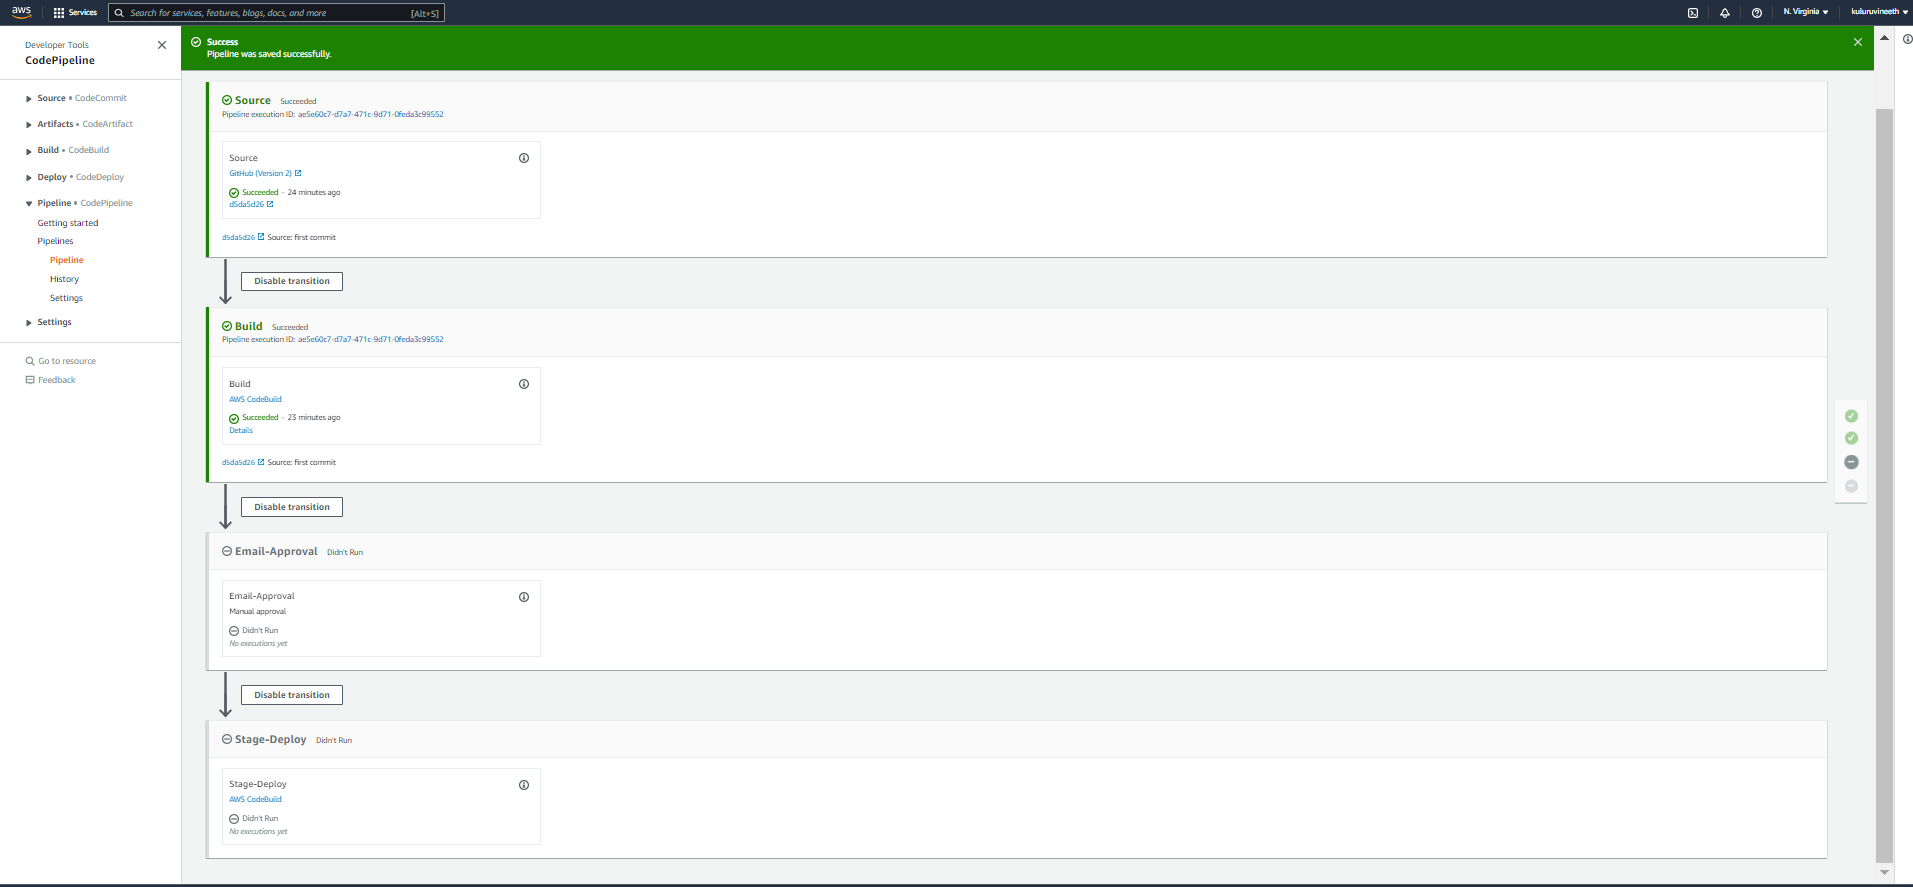 aws
Services
Search for services, features, blogs, docs, and more
[Alt+S]
N. Virginia
kuluruvineeth
Developer Tools
CodePipeline
Source • CodeCommit
Artifacts • CodeArtifact
Build • CodeBuild
Deploy • CodeDeploy
Pipeline • CodePipeline
Getting started
Pipelines
Pipeline
History
Settings
Settings
Go to resource
Feedback
Success
Pipeline was saved successfully.
Source Succeeded
Pipeline execution ID: ae5e60c7-d7a7-471c-9d71-0feda3c99552
Source
GitHub (Version 2)
Succeeded - 24 minutes ago
d5da5d26
d5da5d26 Source: first commit
Disable transition
Build Succeeded
Pipeline execution ID: ae5e60c7-d7a7-471c-9d71-0feda3c99552
Build
AWS CodeBuild
Succeeded - 23 minutes ago
Details
d5da5d26 Source: first commit
Disable transition
Email-Approval Didn't Run
Email-Approval
Manual approval
Didn't Run
No executions yet
Disable transition
Stage-Deploy Didn't Run
Stage-Deploy
AWS CodeBuild
Didn't Run
No executions yet